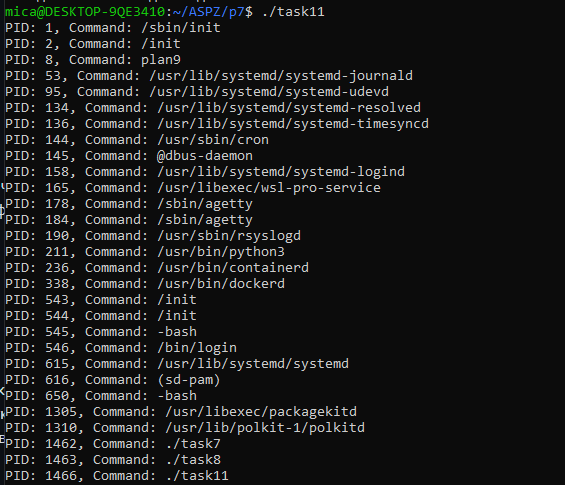 mica@DESKTOP-9QE3410:~/ASPZ/p7$ ./task11
PID: 1, Command: /sbin/init
PID: 2, Command: /init
PID: 8, Command: plan9
PID: 53, Command: /usr/lib/systemd/systemd-journald
PID: 95, Command: /usr/lib/systemd/systemd-udevd
PID: 134, Command: /usr/lib/systemd/systemd-resolved
PID: 136, Command: /usr/lib/systemd/systemd-timesyncd
PID: 144, Command: /usr/sbin/cron
PID: 145, Command: @dbus-daemon
PID: 158, Command: /usr/lib/systemd/systemd-logind
PID: 165, Command: /usr/libexec/wsl-pro-service
PID: 178, Command: /sbin/agetty
PID: 184, Command: /sbin/agetty
PID: 190, Command: /usr/sbin/rsyslogd
PID: 211, Command: /usr/bin/python3
PID: 236, Command: /usr/bin/containerd
PID: 338, Command: /usr/bin/dockerd
PID: 543, Command: /init
PID: 544, Command: /init
PID: 545, Command: -bash
PID: 546, Command: /bin/login
PID: 615, Command: /usr/lib/systemd/systemd
PID: 616, Command: (sd-pam)
PID: 650, Command: -bash
PID: 1305, Command: /usr/libexec/packagekitd
PID: 1310, Command: /usr/lib/polkit-1/polkitd
PID: 1462, Command: ./task7
PID: 1463, Command: ./task8
PID: 1466, Command: ./task11